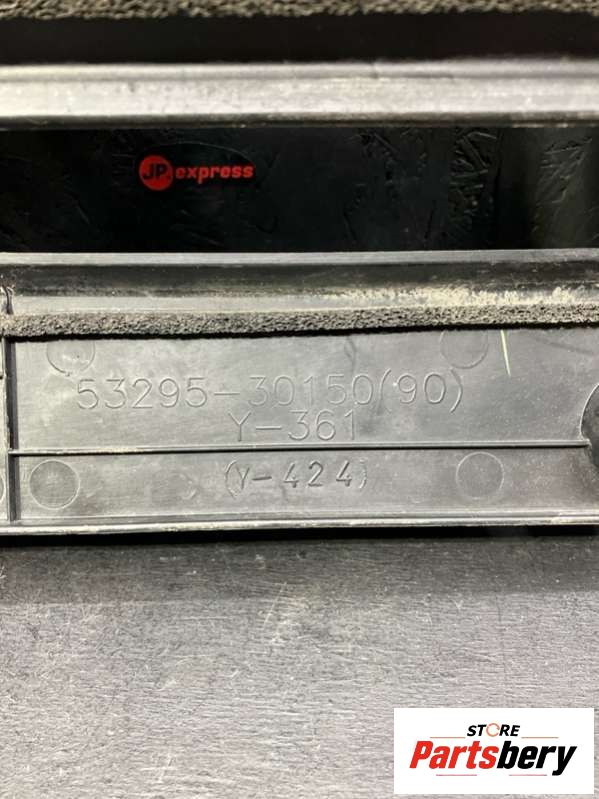 JP.express
53295-30150(90)
Y-361
(Y-424)
STORE
Partsbery